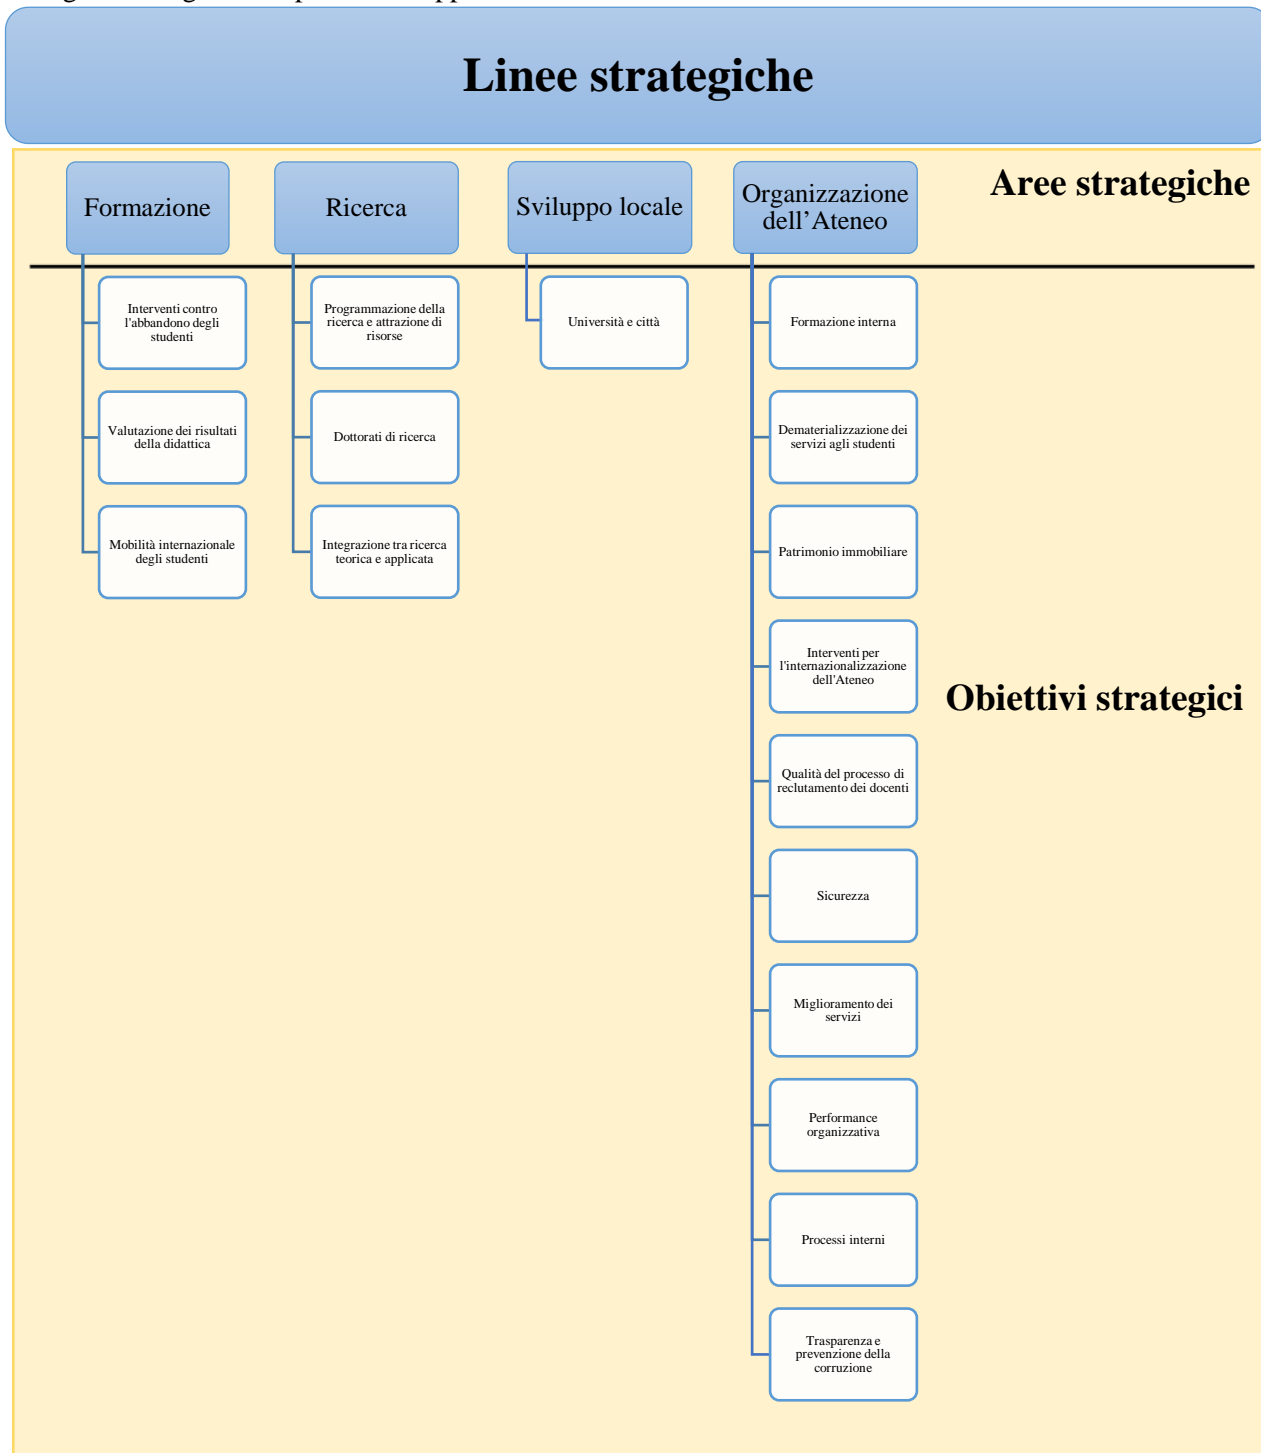 Linee strategiche
Aree strategiche
Formazione
Ricerca
Sviluppo locale
Organizzazione
dell'Ateneo
Interventi contro
l'abbandono degli
studenti
Valutazione dei risultati
della didattica
Mobilità internazionale
degli studenti
Programmazione della
ricerca e attrazione di
risorse
Dottorati di ricerca
Integrazione tra ricerca
teorica e applicata
Università e città
Formazione interna
Dematerializzazione dei
servizi agli studenti
Patrimonio immobiliare
Interventi per
l'internazionalizzazione
dell'Ateneo
Qualità del processo di
reclutamento dei docenti
Sicurezza
Miglioramento dei
servizi
Performance
organizzativa
Processi interni
Trasparenza e
prevenzione della
corruzione
Obiettivi strategici